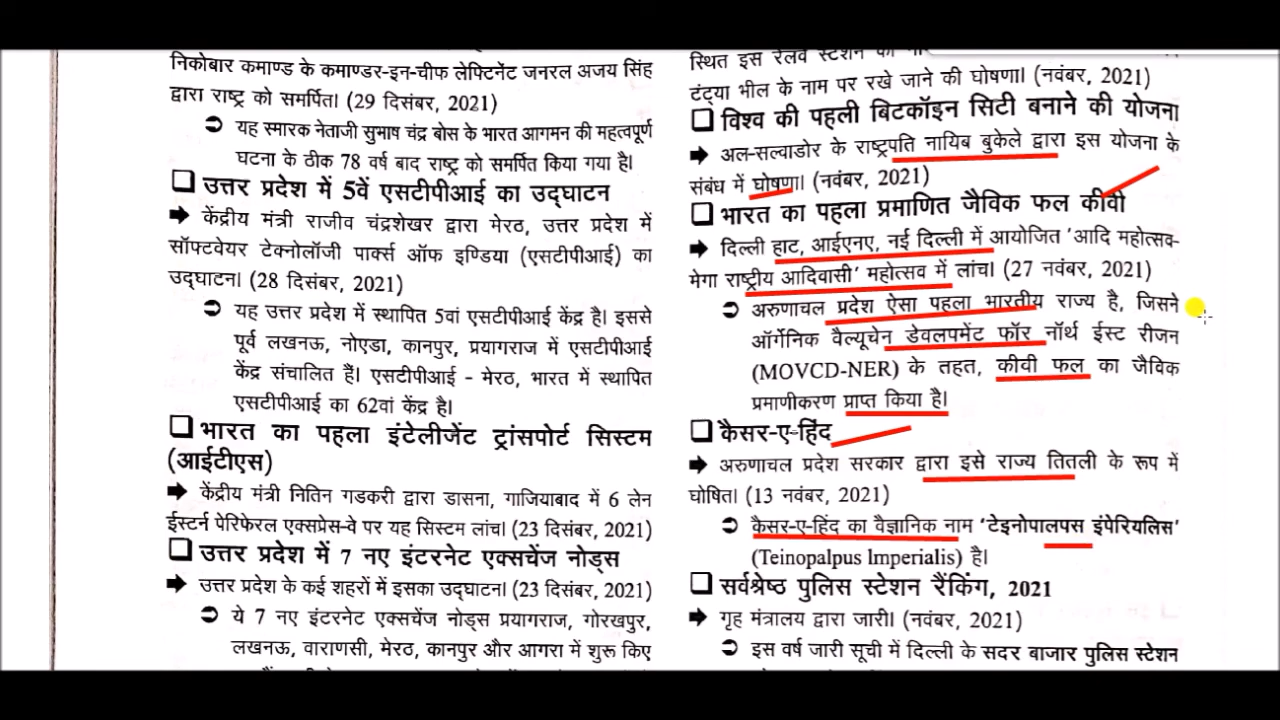 निकोबार कमाण्ड के कमाण्डर-इन-चीफ लेफ्टिनेंट जनरल अजय सिंह
द्वारा राष्ट्र को समर्पित। (29 दिसंबर, 2021)
➲ यह स्मारक नेताजी सुभाष चंद्र बोस के भारत आगमन की महत्वपूर्ण
घटना के ठीक 78 वर्ष बाद राष्ट्र को समर्पित किया गया है।
❑ उत्तर प्रदेश में 5वें एसटीपीआई का उद्घाटन
➡ केंद्रीय मंत्री राजीव चंद्रशेखर द्वारा मेरठ, उत्तर प्रदेश में
सॉफ्टवेयर टेक्नोलॉजी पार्क्स ऑफ इण्डिया (एसटीपीआई) का
उद्घाटन। (28 दिसंबर, 2021)
➲ यह उत्तर प्रदेश में स्थापित 5वां एसटीपीआई केंद्र है। इससे
पूर्व लखनऊ, नोएडा, कानपुर, प्रयागराज में एसटीपीआई
केंद्र संचालित हैं। एसटीपीआई - मेरठ, भारत में स्थापित
एसटीपीआई का 62वां केंद्र है।
❑ भारत का पहला इंटेलीजेंट ट्रांसपोर्ट सिस्टम
(आईटीएस)
➡ केंद्रीय मंत्री नितिन गडकरी द्वारा डासना, गाजियाबाद में 6 लेन
ईस्टर्न पेरिफेरल एक्सप्रेस-वे पर यह सिस्टम लांच। (23 दिसंबर, 2021)
❑ उत्तर प्रदेश में 7 नए इंटरनेट एक्सचेंज नोड्स
➡ उत्तर प्रदेश के कई शहरों में इसका उद्घाटन। (23 दिसंबर, 2021)
➲ ये 7 नए इंटरनेट एक्सचेंज नोड्स प्रयागराज, गोरखपुर,
लखनऊ, वाराणसी, मेरठ, कानपुर और आगरा में शुरू किए
स्थित इस रेलवे स्टेशन का
टंट्या भील के नाम पर रखे जाने की घोषणा। (नवंबर, 2021)
❑ विश्व की पहली बिटकॉइन सिटी बनाने की योजना
➡ अल-सल्वाडोर के राष्ट्रपति नायिब बुकेले द्वारा इस योजना के
संबंध में घोषणा। (नवंबर, 2021)
❑ भारत का पहला प्रमाणित जैविक फल कीवी
➡ दिल्ली हाट, आईएनए, नई दिल्ली में आयोजित 'आदि महोत्सव-
मेगा राष्ट्रीय आदिवासी' महोत्सव में लांच। (27 नवंबर, 2021)
➲ अरुणाचल प्रदेश ऐसा पहला भारतीय राज्य है, जिसने
ऑर्गेनिक वैल्यूचेन डेवलपमेंट फॉर नॉर्थ ईस्ट रीजन
(MOVCD-NER) के तहत, कीवी फल का जैविक
प्रमाणीकरण प्राप्त किया है।
❑ कैसर-ए-हिंद
➡ अरुणाचल प्रदेश सरकार द्वारा इसे राज्य तितली के रूप में
घोषित। (13 नवंबर, 2021)
➲ कैसर-ए-हिंद का वैज्ञानिक नाम 'टेइनोपालपस इंपेरियलिस'
(Teinopalpus Imperialis) है।
❑ सर्वश्रेष्ठ पुलिस स्टेशन रैंकिंग, 2021
➡ गृह मंत्रालय द्वारा जारी। (नवंबर, 2021)
➲ इस वर्ष जारी सूची में दिल्ली के सदर बाजार पुलिस स्टेशन